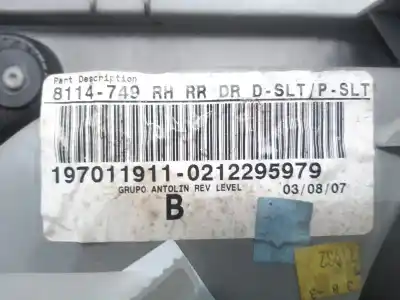 Part Description
8114-749 RH RR DR D-SLT/P-SLT
197011911-0212295979
GRUPO ANTOLIN REV LEVEL 03/08/07
B